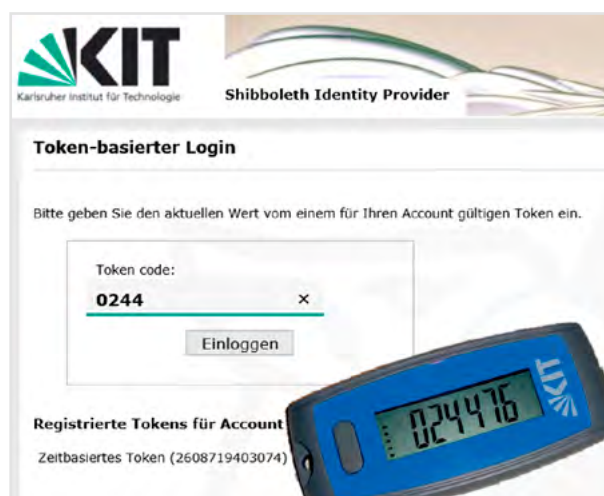 KIT
Karlsruher Institut für Technologie
Shibboleth Identity Provider
Token-basierter Login
Bitte geben Sie den aktuellen Wert vom einem für Ihren Account gültigen Token ein.
Token code:
0244
×
Einloggen
Registrierte Tokens für Account
Zeitbasiertes Token (2608719403074)
024476
KIT